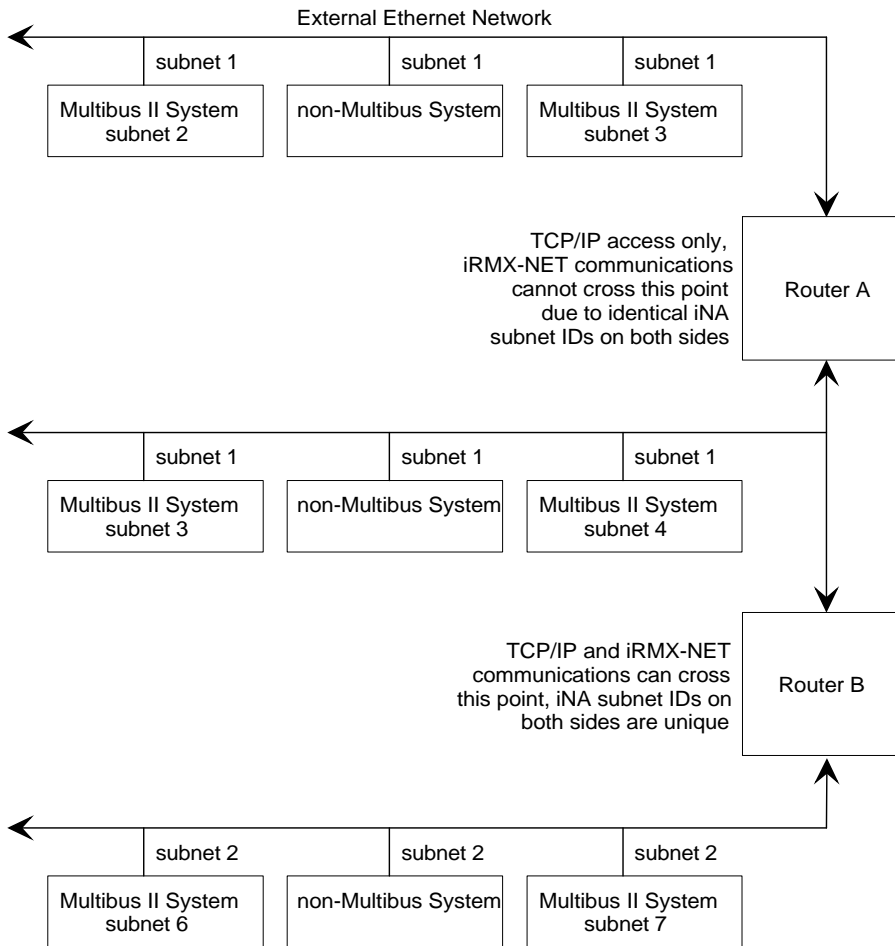 External Ethernet Network
subnet 1
subnet 1
subnet 1
Multibus II System
subnet 2
non-Multibus System
Multibus II System
subnet 3
TCP/IP access only,
iRMX-NET communications
cannot cross this point
due to identical iNA
subnet IDs on both sides
Router A
subnet 1
subnet 1
subnet 1
Multibus II System
subnet 3
non-Multibus System
Multibus II System
subnet 4
TCP/IP and iRMX-NET
communications can cross
this point, iNA subnet IDs on
both sides are unique
Router B
subnet 2
subnet 2
subnet 2
Multibus II System
subnet 6
non-Multibus System
Multibus II System
subnet 7